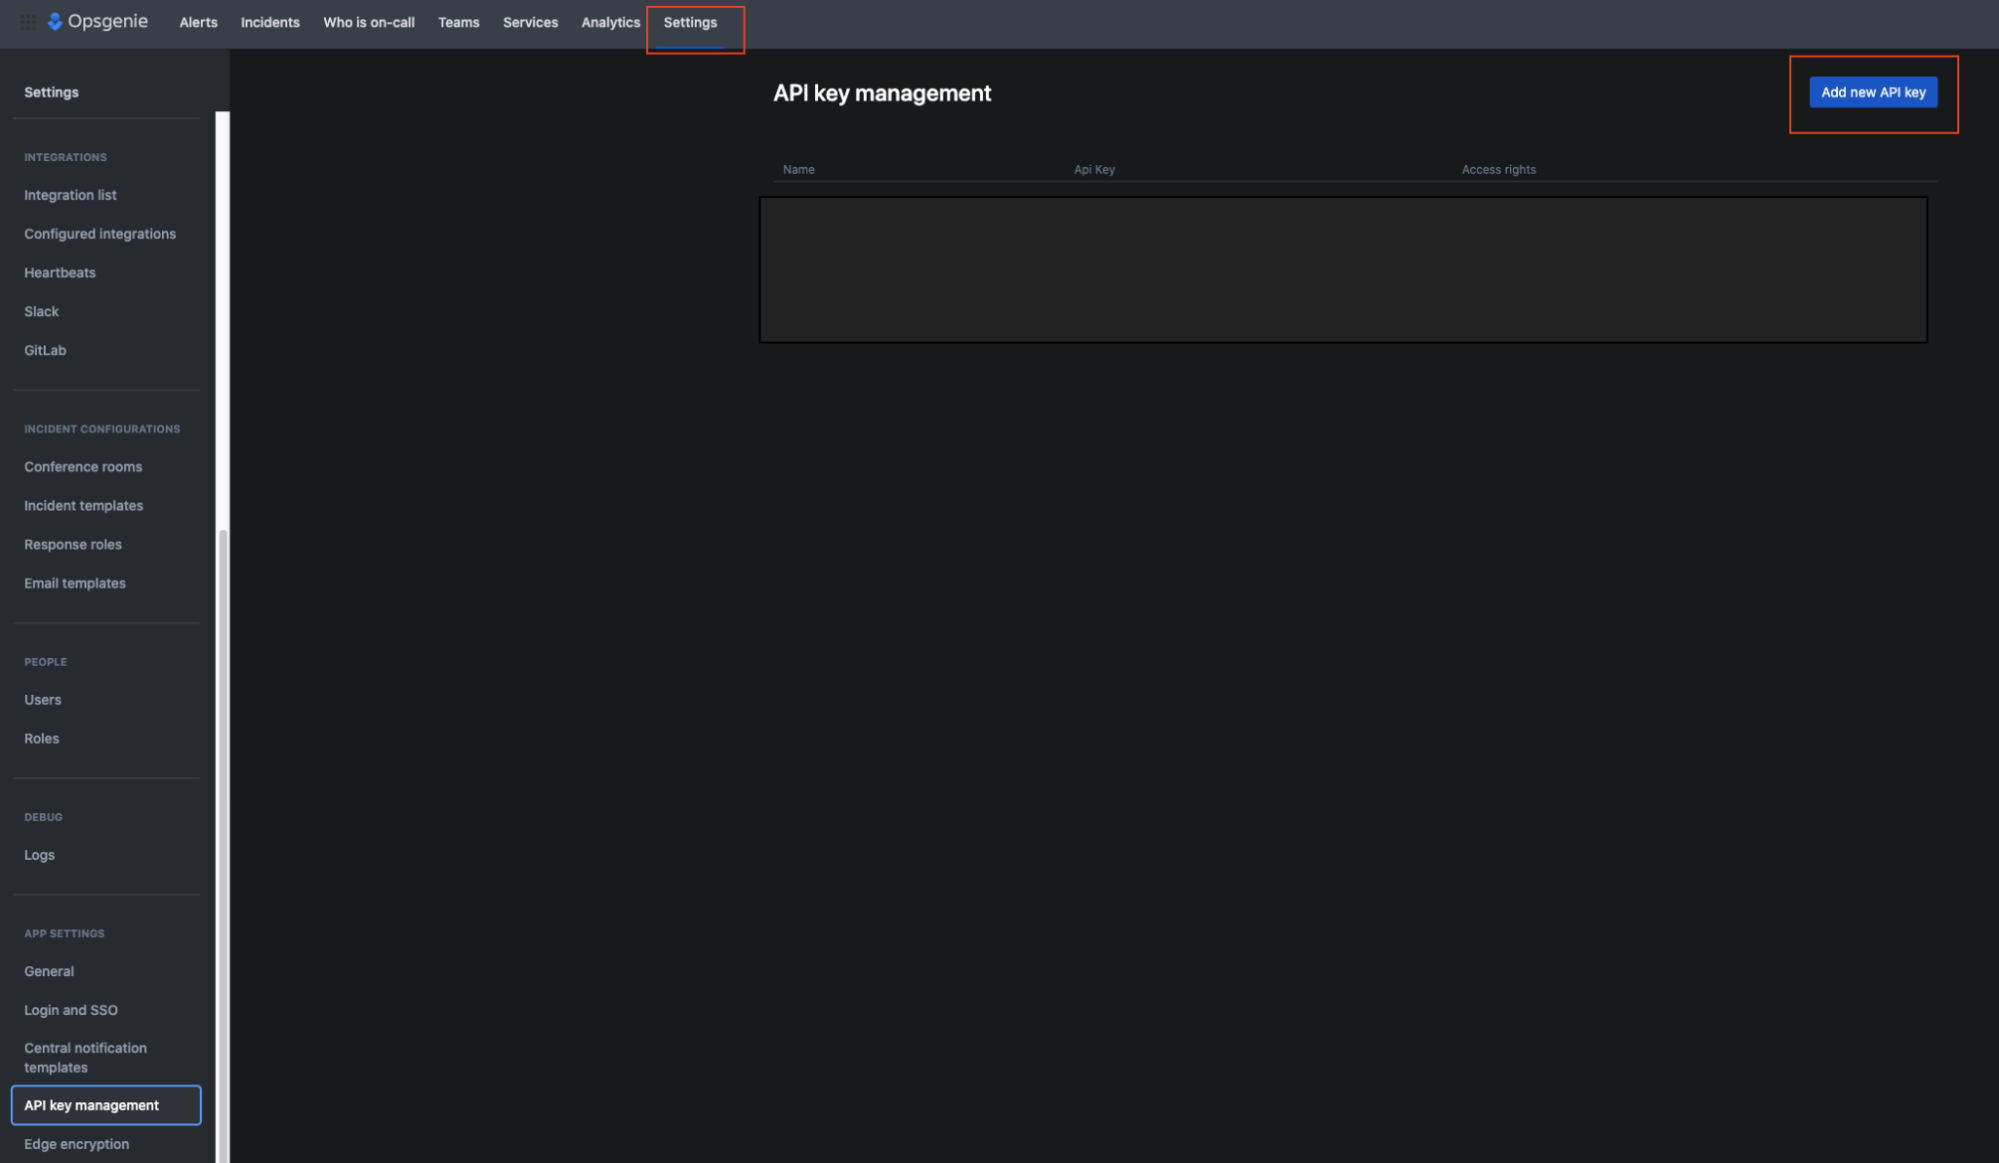 Opsgenie Alerts Incidents Who is on-call Teams Services Analytics Settings
Settings
INTEGRATIONS
Integration list
Configured integrations
Heartbeats
Slack
GitLab
INCIDENT CONFIGURATIONS
Conference rooms
Incident templates
Response roles
Email templates
PEOPLE
Users
Roles
DEBUG
Logs
APP SETTINGS
General
Login and SSO
Central notification
templates
API key management
Edge encryption
API key management
Add new API key
Name Api Key Access rights